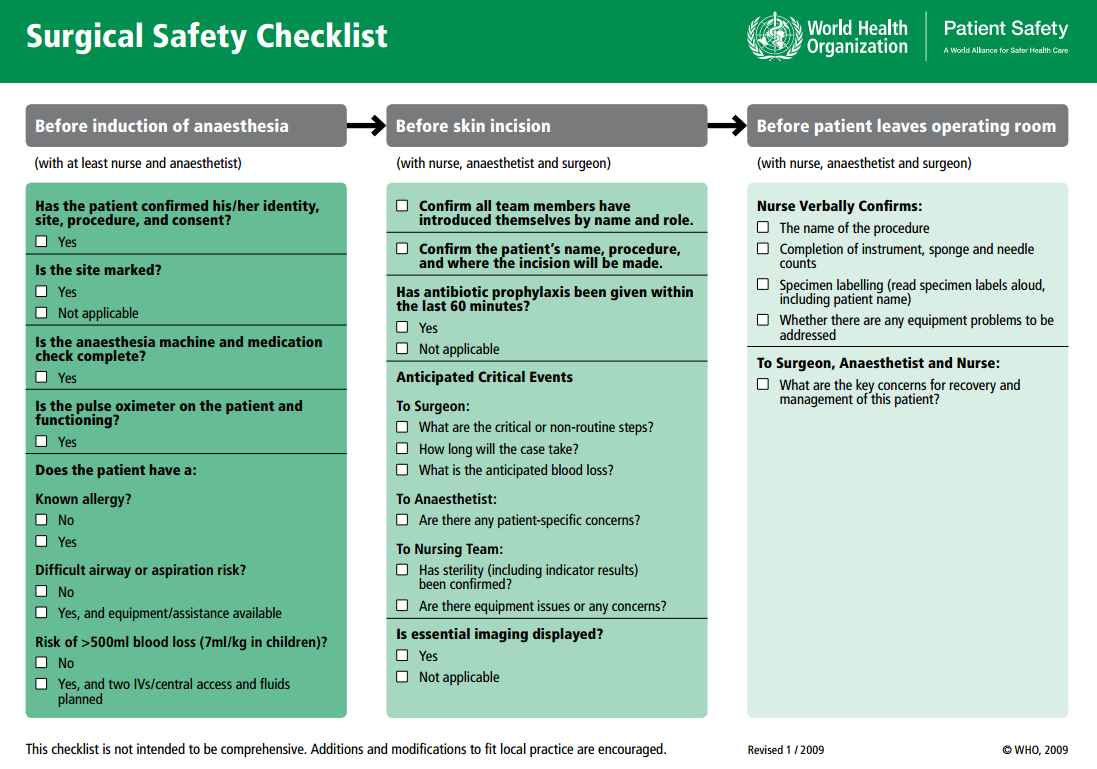 Surgical Safety Checklist
World Health
Organization
Patient Safety
A World Alliance for Safer Health Care
Before induction of anaesthesia
(with at least nurse and anaesthetist)
Has the patient confirmed his/her identity,
site, procedure, and consent?
Yes
Is the site marked?
Yes
Not applicable
Is the anaesthesia machine and medication
check complete?
Yes
Is the pulse oximeter on the patient and
functioning?
Yes
Does the patient have a:
Known allergy?
No
Yes
Difficult airway or aspiration risk?
No
Yes, and equipment/assistance available
Risk of >500ml blood loss (7ml/kg in children)?
No
Yes, and two IVs/central access and fluids
planned
Before skin incision
(with nurse, anaesthetist and surgeon)
Confirm all team members have
introduced themselves by name and role.
Confirm the patient's name, procedure,
and where the incision will be made.
Has antibiotic prophylaxis been given within
the last 60 minutes?
Yes
Not applicable
Anticipated Critical Events
To Surgeon:
What are the critical or non-routine steps?
How long will the case take?
What is the anticipated blood loss?
To Anaesthetist:
Are there any patient-specific concerns?
To Nursing Team:
Has sterility (including indicator results)
been confirmed?
Are there equipment issues or any concerns?
Is essential imaging displayed?
Yes
Not applicable
Before patient leaves operating room
(with nurse, anaesthetist and surgeon)
Nurse Verbally Confirms:
The name of the procedure
Completion of instrument, sponge and needle
counts
Specimen labelling (read specimen labels aloud,
including patient name)
Whether there are any equipment problems to be
addressed
To Surgeon, Anaesthetist and Nurse:
What are the key concerns for recovery and
management of this patient?
This checklist is not intended to be comprehensive. Additions and modifications to fit local practice are encouraged.
Revised 1 / 2009
© WHO, 2009